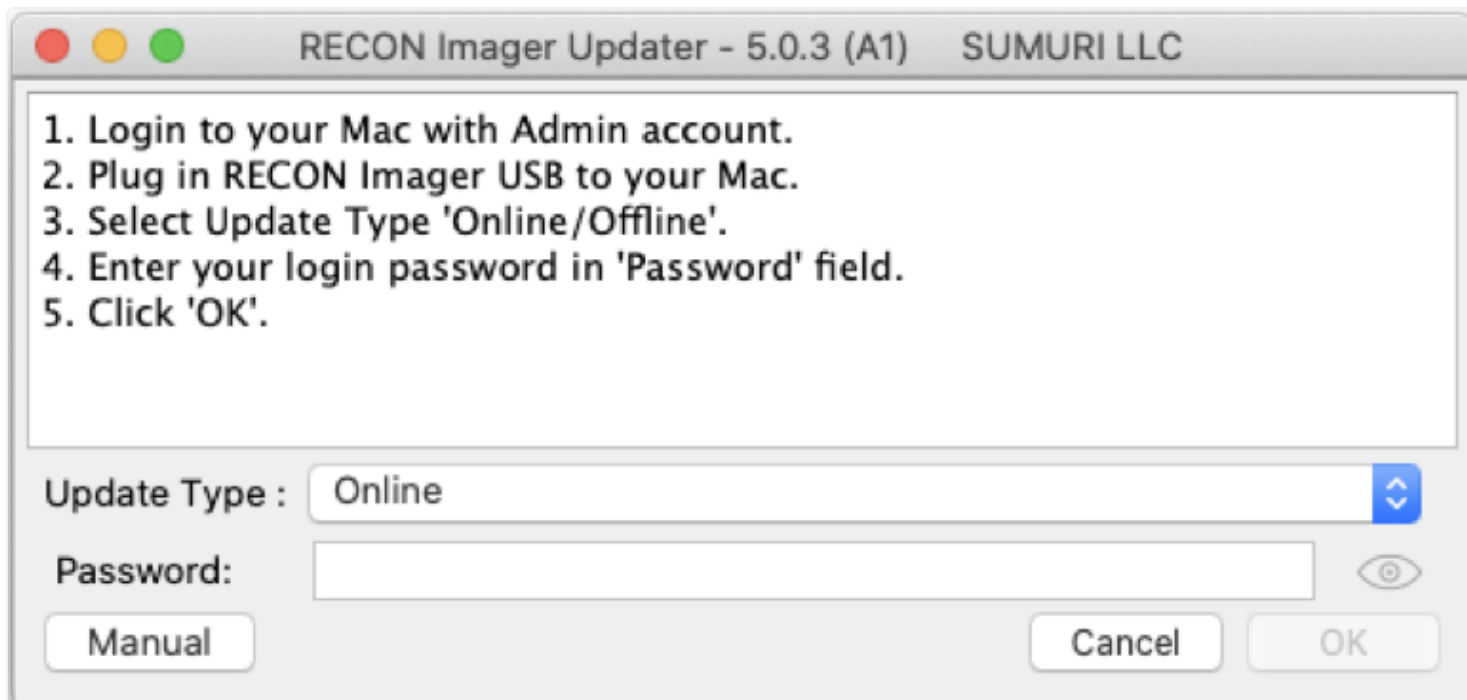 RECON Imager Updater - 5.0.3 (A1) SUMURI LLC
1. Login to your Mac with Admin account.
2. Plug in RECON Imager USB to your Mac.
3. Select Update Type 'Online/Offline'.
4. Enter your login password in 'Password' field.
5. Click 'OK'.
Update Type : Online
Password:
Manual Cancel OK